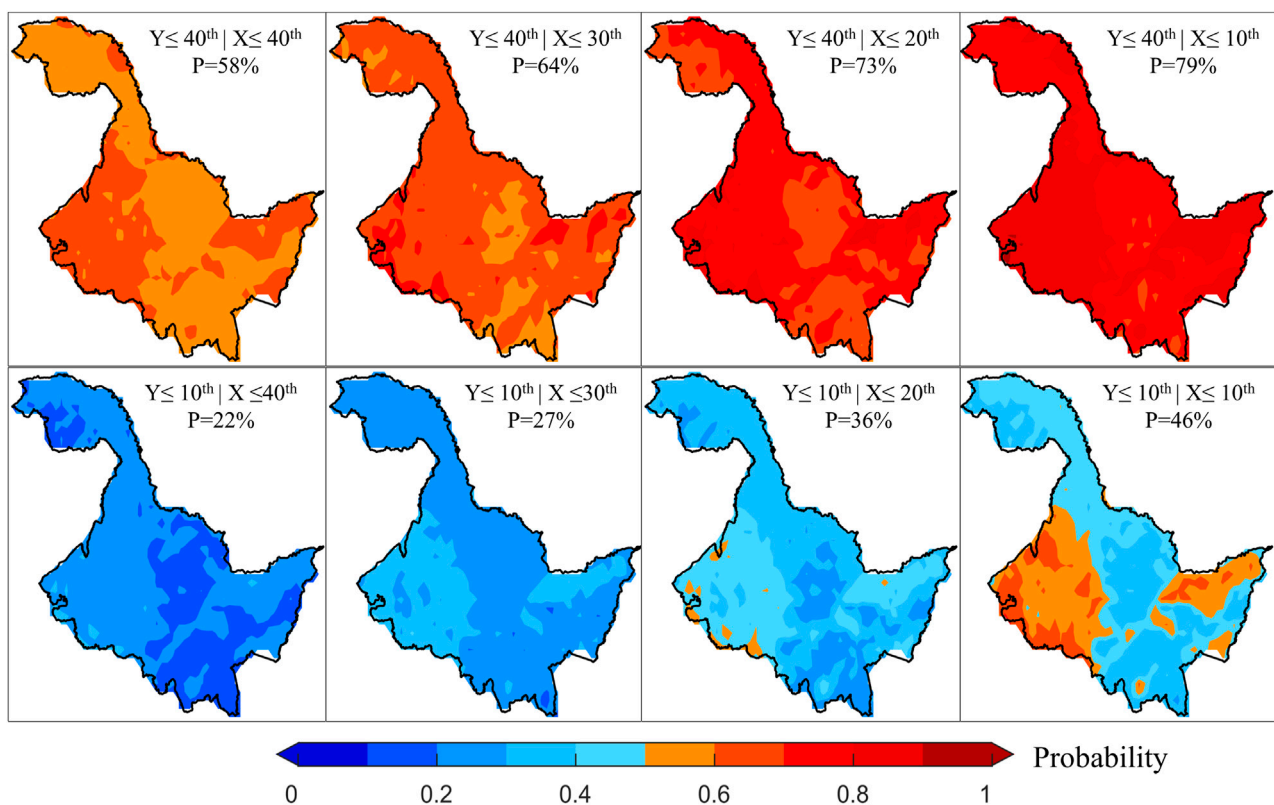 Y≤ 40th | X≤ 40th
P=58%
Y≤ 40th | X≤ 30th
P=64%
Y≤ 40th | X≤ 20th
P=73%
Y≤ 40th | X≤ 10th
P=79%
Y≤ 10th | X ≤40th
P=22%
Y≤ 10th | X ≤30th
P=27%
Y≤ 10th | X≤ 20th
P=36%
Y≤ 10th | X≤ 10th
P=46%
Probability
0 0.2 0.4 0.6 0.8 1